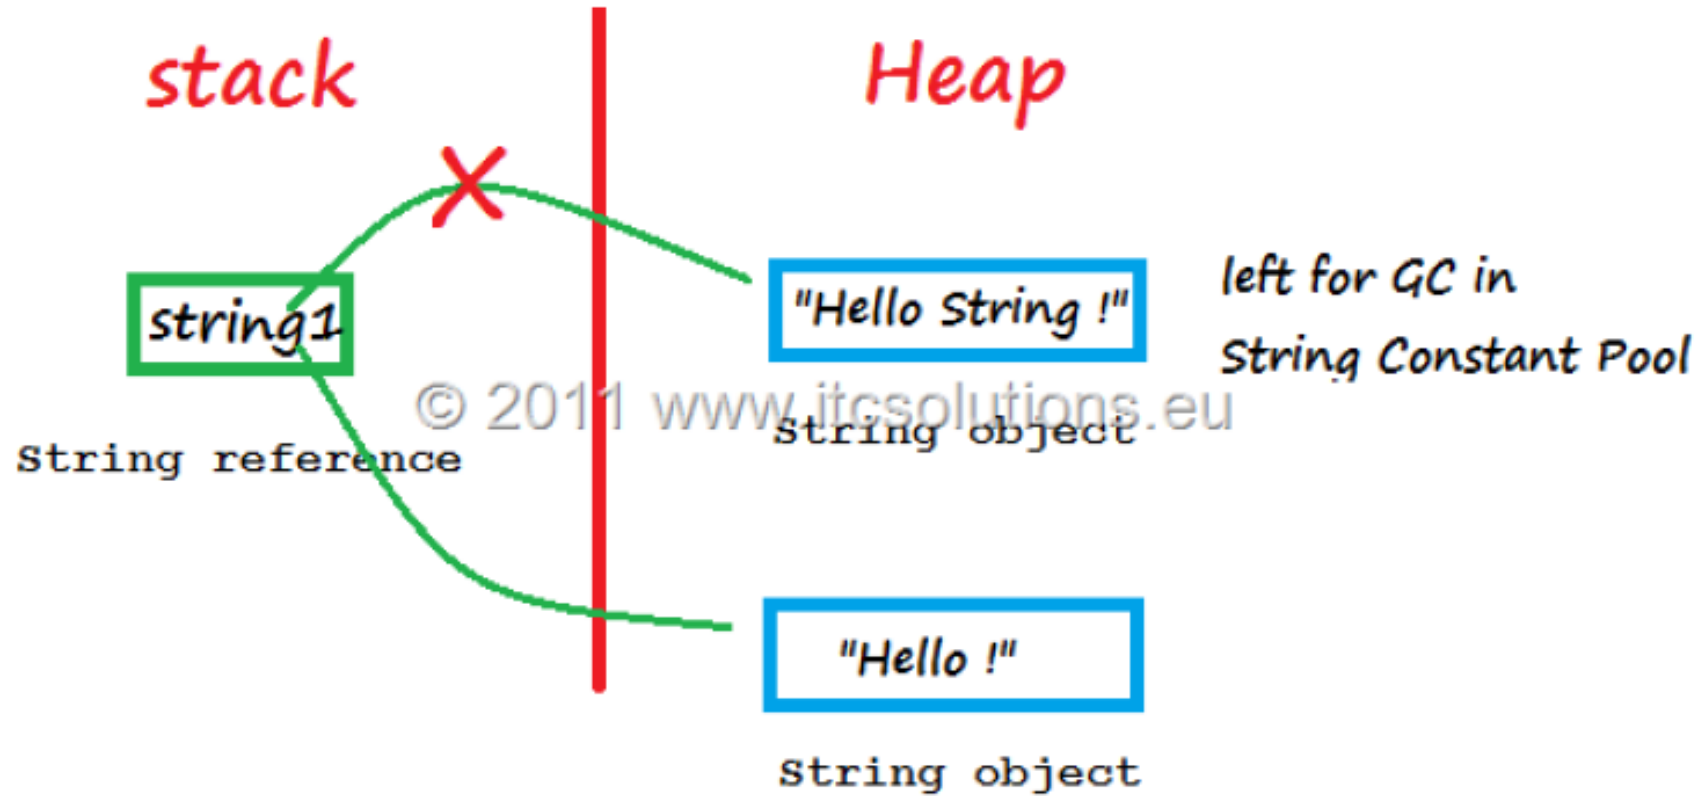 stack
Heap
string1
"Hello String !"
left for GC in
String Constant Pool
© 2011 www.itcsolutions.eu
String reference
String object
"Hello !"
String object